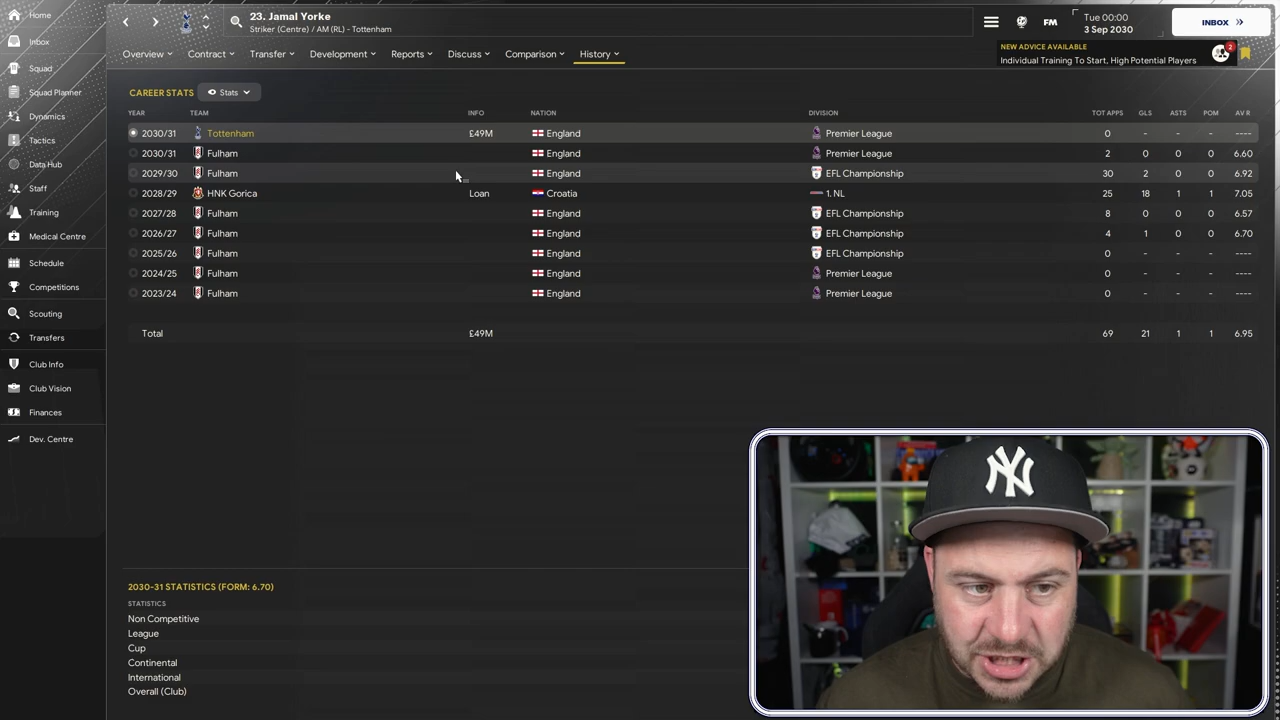 Home
Inbox
Squad
Squad Planner
Dynamics
Tactics
Data Hub
Staff
Training
Medical Centre
Schedule
Competitions
Scouting
Transfers
Club Info
Club Vision
Finances
Dev. Centre
23. Jamal Yorke
Striker (Centre) / AM (RL) - Tottenham
FM
Tue 00:00
3 Sep 2030
INBOX
Overview
Contract
Transfer
Development
Reports
Discuss
Comparison
History
NEW ADVICE AVAILABLE
Individual Training To Start, High Potential Players
2
CAREER STATS Stats
YEAR TEAM INFO NATION DIVISION TOT APPS GLS ASTS POM AV R
2030/31 Tottenham £49M England Premier League 0 - - - ----
2030/31 Fulham England Premier League 2 0 0 0 6.60
2029/30 Fulham England EFL Championship 30 2 0 0 6.92
2028/29 HNK Gorica Loan Croatia 1. NL 25 18 1 1 7.05
2027/28 Fulham England EFL Championship 8 0 0 0 6.57
2026/27 Fulham England EFL Championship 4 1 0 0 6.70
2025/26 Fulham England EFL Championship 0 - - - ----
2024/25 Fulham England Premier League 0 - - - ----
2023/24 Fulham England Premier League 0 - - - ----
Total £49M 69 21 1 1 6.95
2030-31 STATISTICS (FORM: 6.70)
STATISTICS
Non Competitive
League
Cup
Continental
International
Overall (Club)
NY